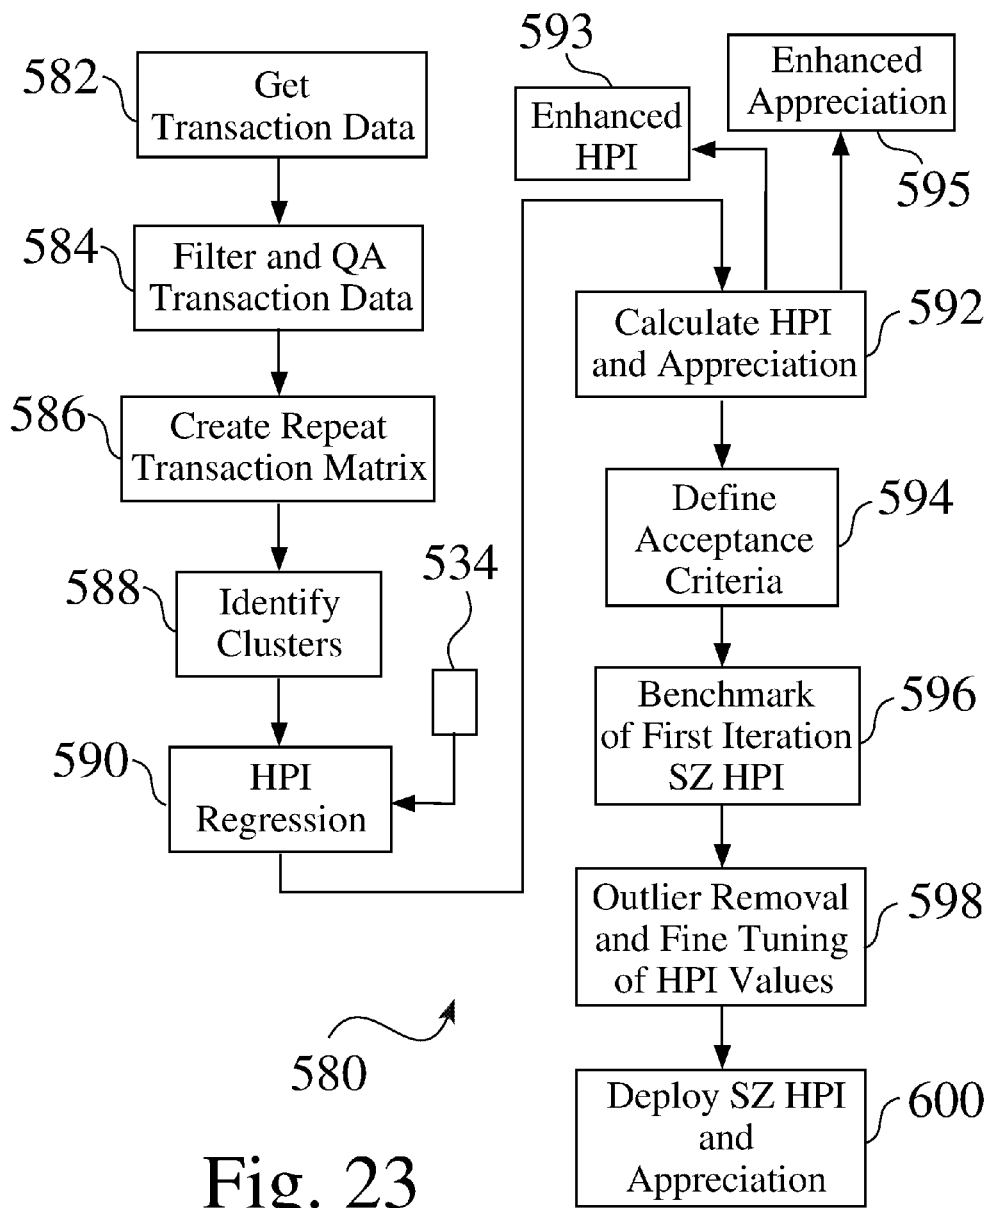 582
Get
Transaction Data
584
Filter and QA
Transaction Data
586
Create Repeat
Transaction Matrix
588
Identify
Clusters
534
590
HPI
Regression
593
Enhanced
HPI
Enhanced
Appreciation
595
Calculate HPI
and Appreciation
592
Define
Acceptance
Criteria
594
Benchmark
of First Iteration
SZ HPI
596
Outlier Removal
and Fine Tuning
of HPI Values
598
Deploy SZ HPI
and
Appreciation
600
580
Fig. 23